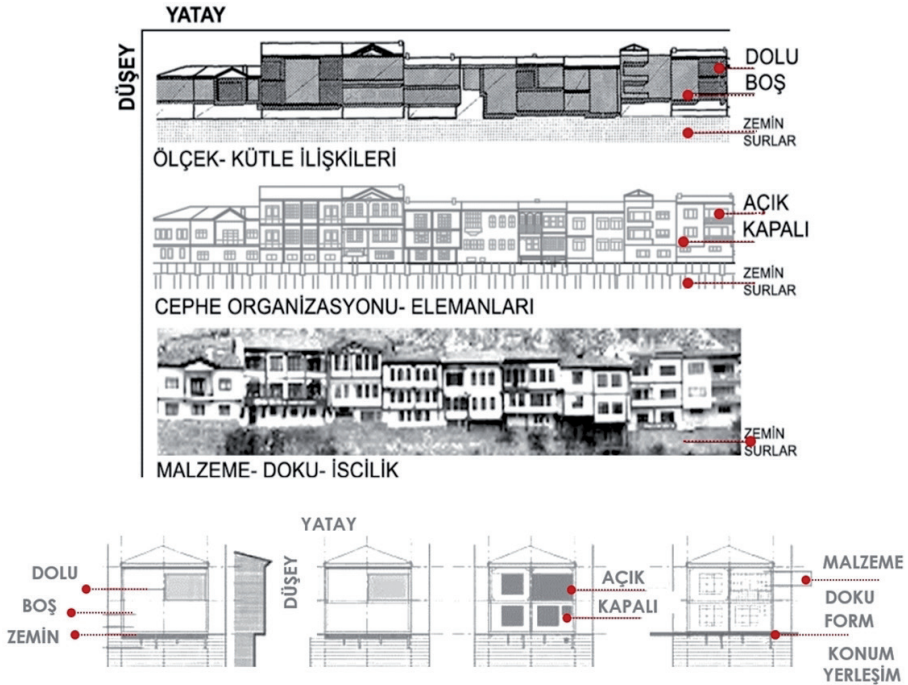 YATAY
DÜŞEY
DOLU
BOŞ
ZEMİN
SURLAR
ÖLÇEK- KÜTLE İLİŞKİLERİ
AÇIK
KAPALI
ZEMİN
SURLAR
CEPHE ORGANİZASYONU- ELEMANLARI
ZEMİN
SURLAR
MALZEME- DOKU- İSCİLİK
YATAY
DÜŞEY
DOLU
BOŞ
ZEMİN
AÇIK
KAPALI
MALZEME
DOKU
FORM
KONUM
YERLEŞİM